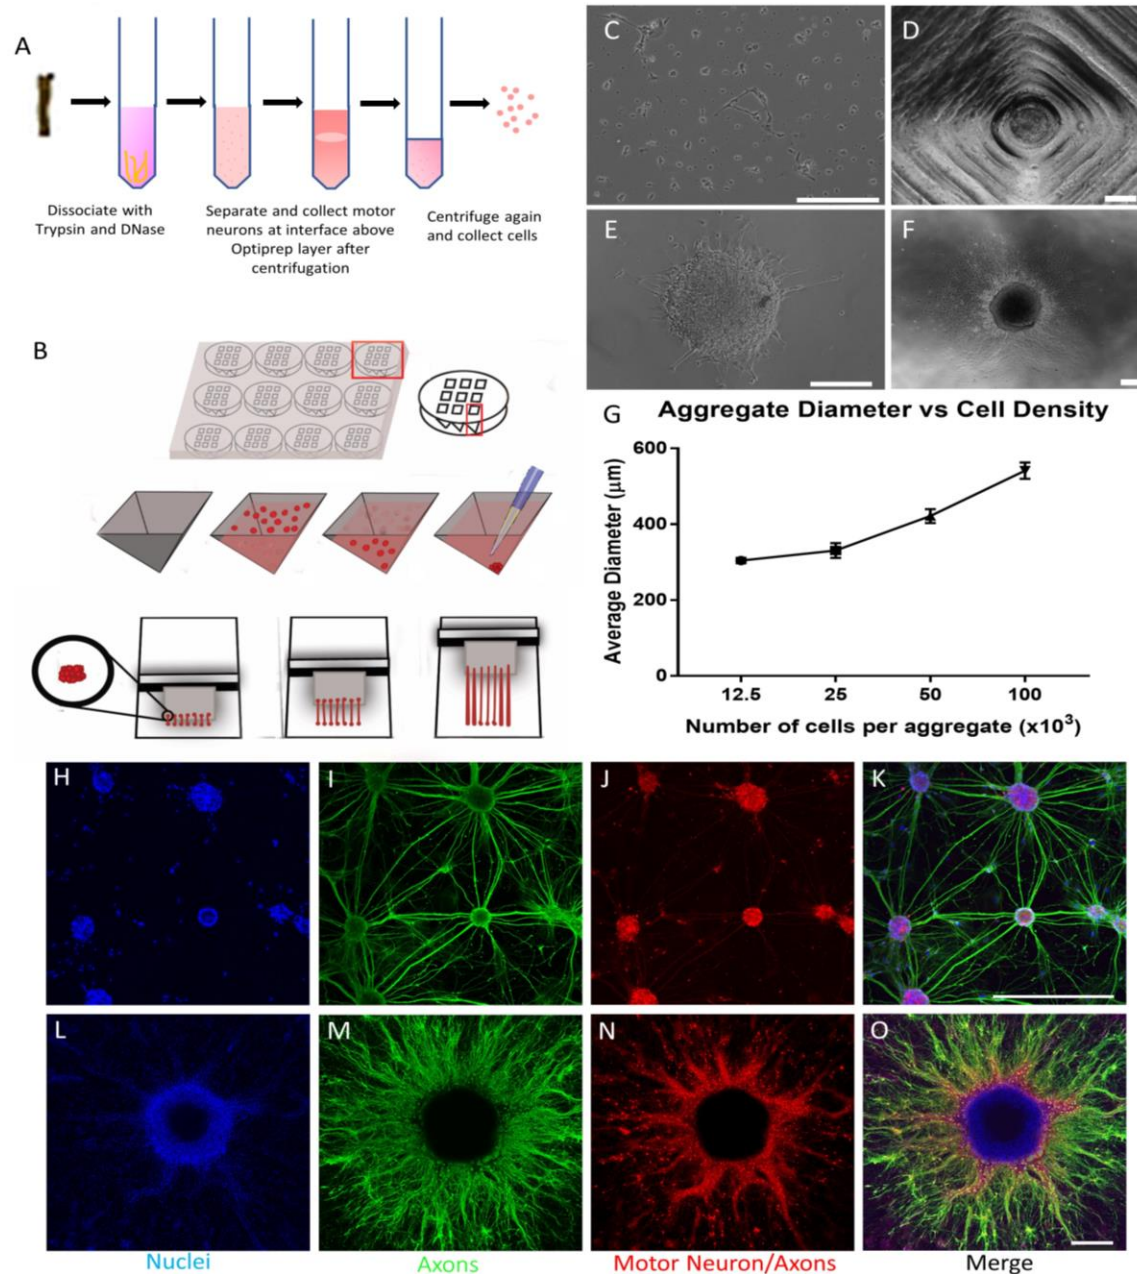 A
Dissociate with
Trypsin and DNase
Separate and collect motor
neurons at interface above
Optiprep layer after
centrifugation
Centrifuge again
and collect cells
B
C
D
E
F
G
Aggregate Diameter vs Cell Density
Average Diameter (μm)
600
400
200
0
12.5 25 50 100
Number of cells per aggregate (x10³)
H
I
J
K
L
M
N
O
Nuclei
Axons
Motor Neuron/Axons
Merge